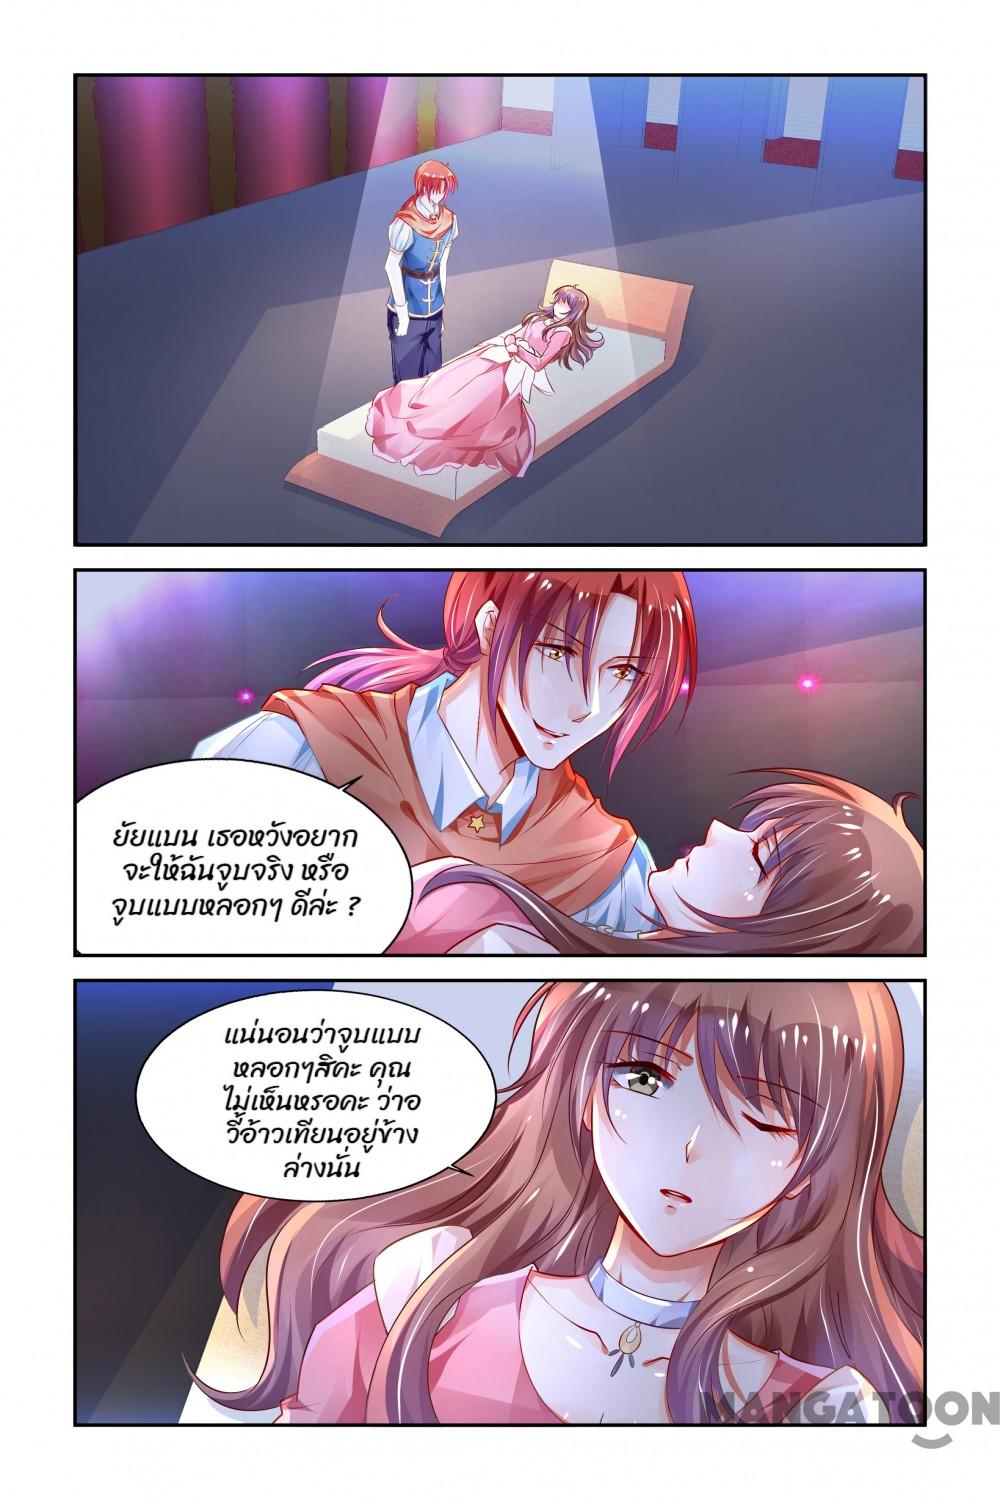 ยัยแบน เธอหวังอยาก
จะให้ฉันจูบจริง หรือ
จูบแบบหลอกๆ ดีล่ะ ?
แน่นอนว่าจูบแบบ
หลอกๆสิคะ คุณ
ไม่เห็นหรอคะ ว่าอ
วี้อ้าวเทียนอยู่ข้าง
ล่างนั่น
MANGATOON